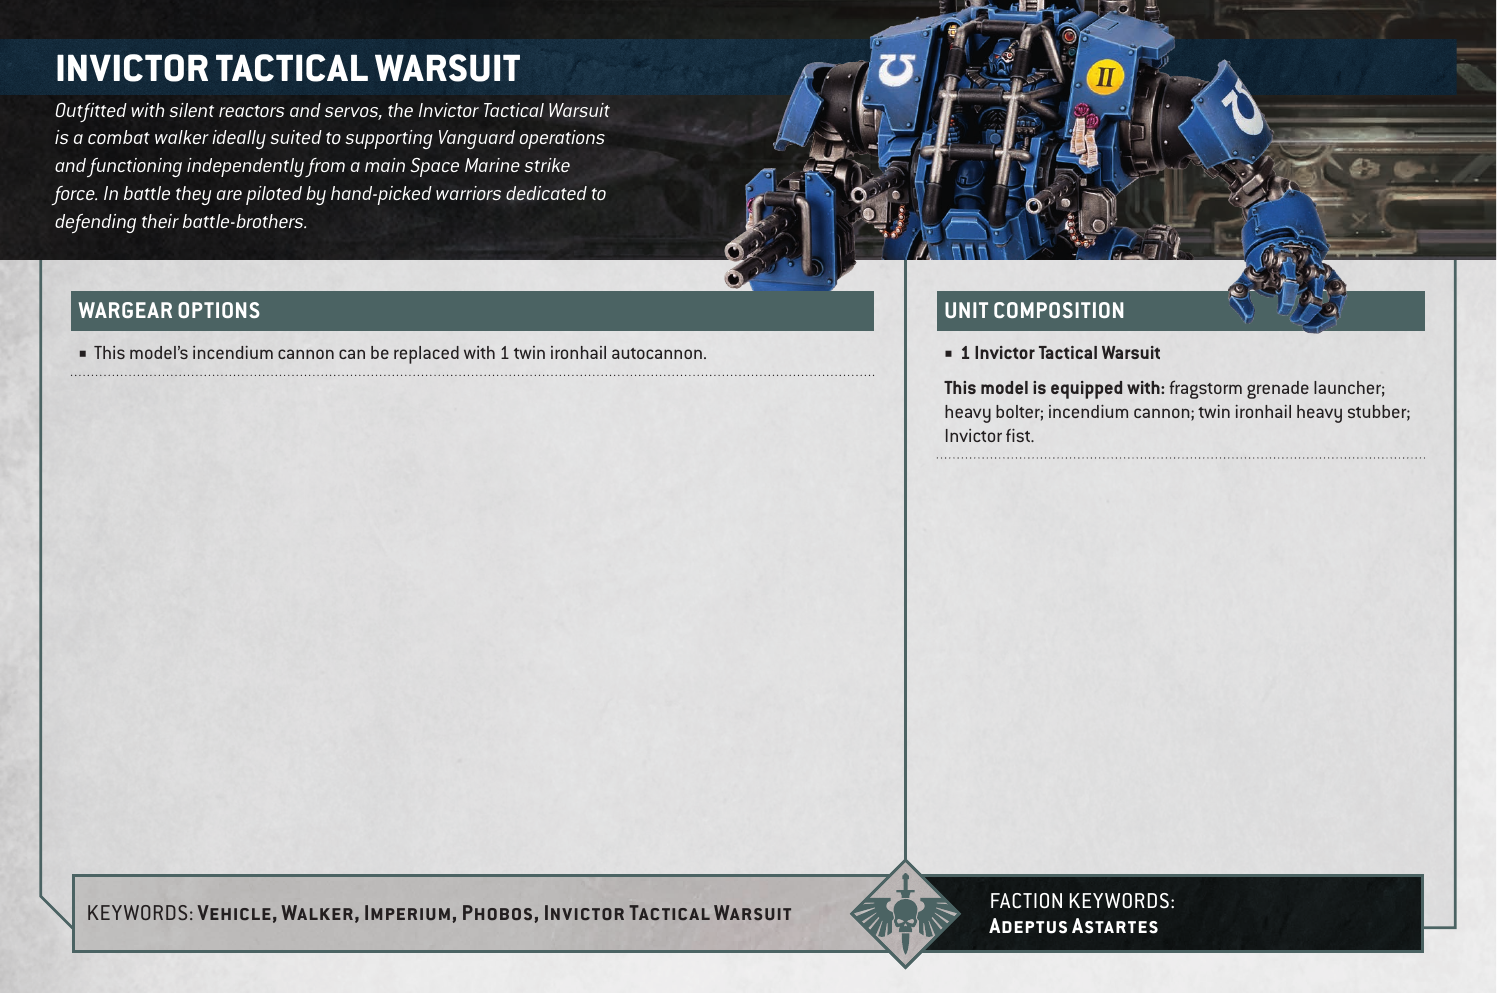 INVICTOR TACTICAL WARSUIT
Outfitted with silent reactors and servos, the Invictor Tactical Warsuit
is a combat walker ideally suited to supporting Vanguard operations
and functioning independently from a main Space Marine strike
force. In battle they are piloted by hand-picked warriors dedicated to
defending their battle-brothers.
II
WARGEAR OPTIONS
▪ This model’s incendium cannon can be replaced with 1 twin ironhail autocannon.
UNIT COMPOSITION
▪ 1 Invictor Tactical Warsuit
This model is equipped with: fragstorm grenade launcher;
heavy bolter; incendium cannon; twin ironhail heavy stubber;
Invictor fist.
KEYWORDS: Vehicle, Walker, Imperium, Phobos, Invictor Tactical Warsuit
FACTION KEYWORDS:
Adeptus Astartes